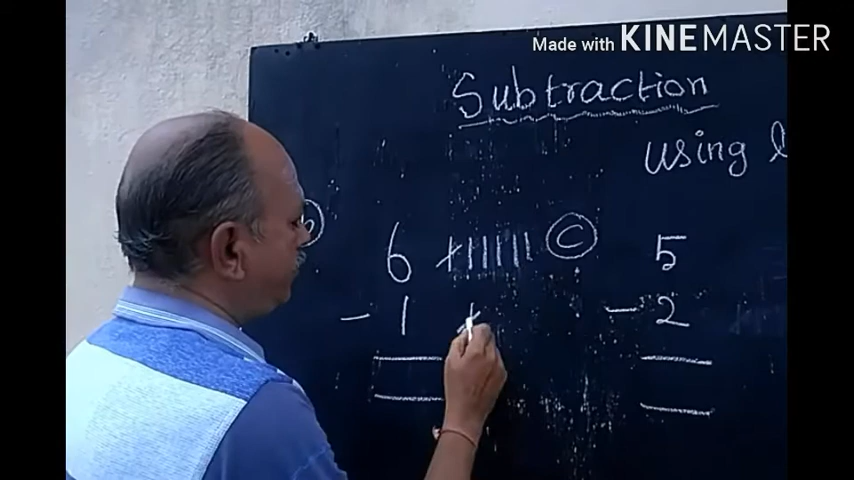 Made with KINEMASTER
Subtraction
using
b 6 c 5
- 1 - 2